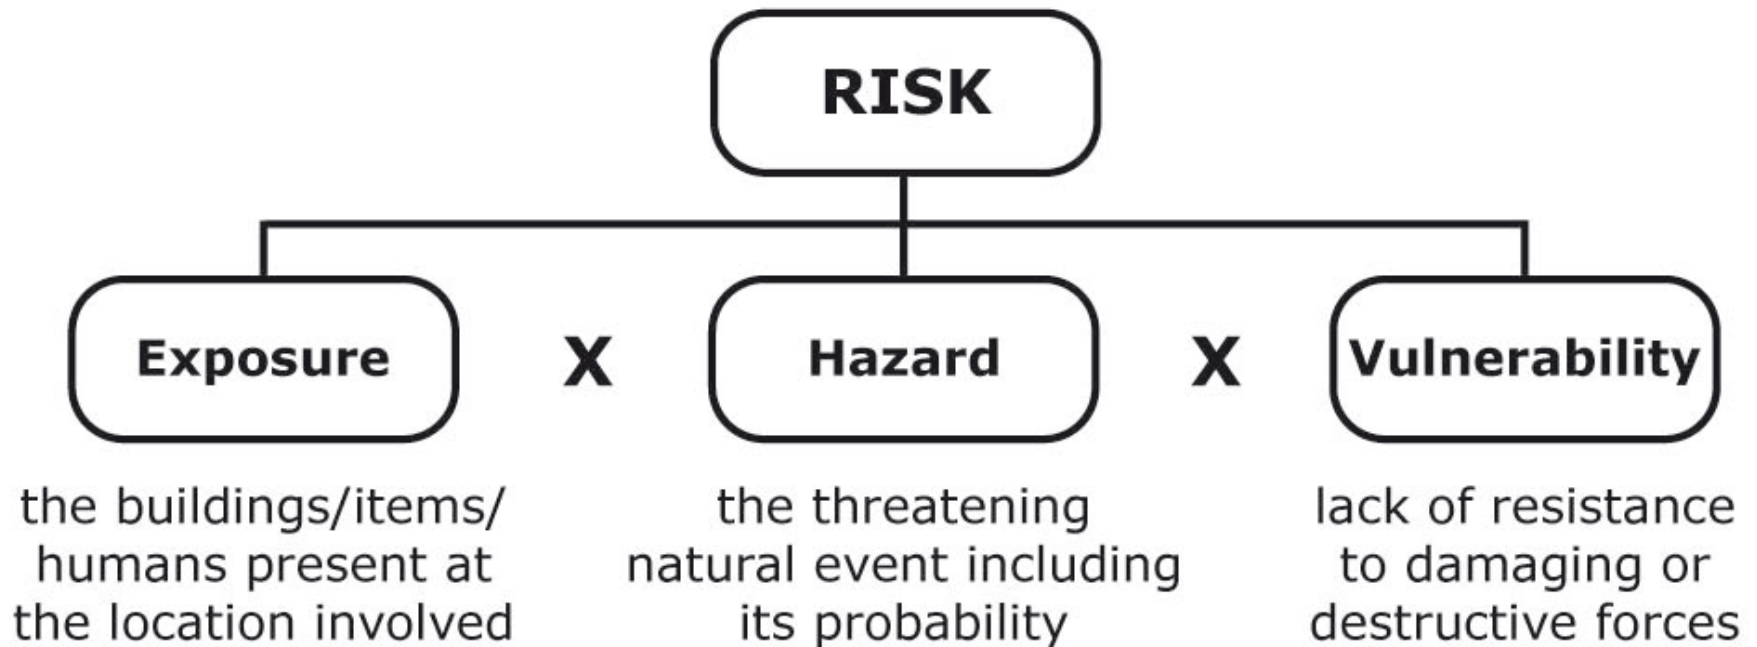 RISK
Exposure X Hazard X Vulnerability
the buildings/items/
humans present at
the location involved
the threatening
natural event including
its probability
lack of resistance
to damaging or
destructive forces